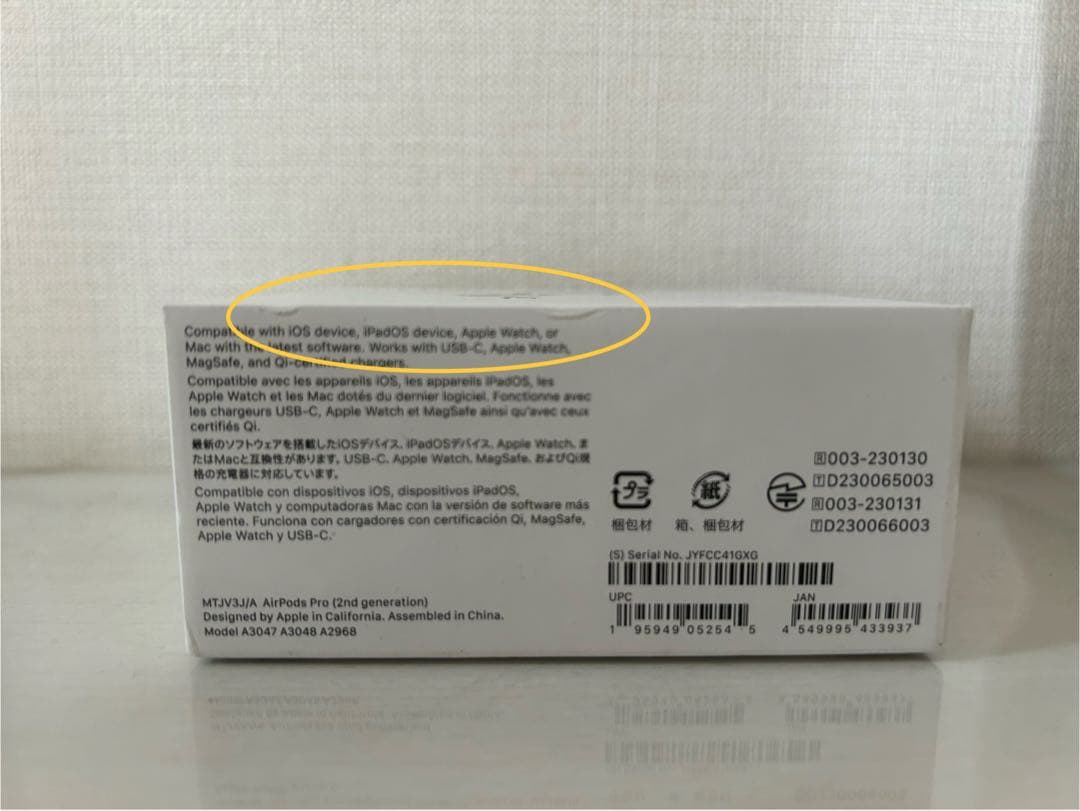 Compatible with iOS device, iPadOS device, Apple Watch, or
Mac with the latest software. Works with USB-C, Apple Watch,
MagSafe, and Qi-certified chargers.
Compatible avec les appareils iOS, les appareils iPadOS, les
Apple Watch et les Mac dotés du dernier logiciel. Fonctionne avec
les chargeurs USB-C, Apple Watch et MagSafe ainsi qu'avec ceux
certifiés Qi.
最新のソフトウェアを搭載したiOSデバイス、iPadOSデバイス、Apple Watch、ま
たはMacと互換性があります。USB-C、Apple Watch、MagSafe、およびQi規
格の充電器に対応しています。
Compatible con dispositivos iOS, dispositivos iPadOS,
Apple Watch y computadoras Mac con la versión de software más
reciente. Funciona con cargadores con certificación Qi, MagSafe,
Apple Watch y USB-C.
MTJV3J/A AirPods Pro (2nd generation)
Designed by Apple in California. Assembled in China.
Model A3047 A3048 A2968
プラ
梱包材
紙
箱、梱包材
R 003-230130
T D230065003
R 003-230131
T D230066003
(S) Serial No. JYFCC41GXG
UPC
1 95949 05254 5
JAN
4 549995 433937